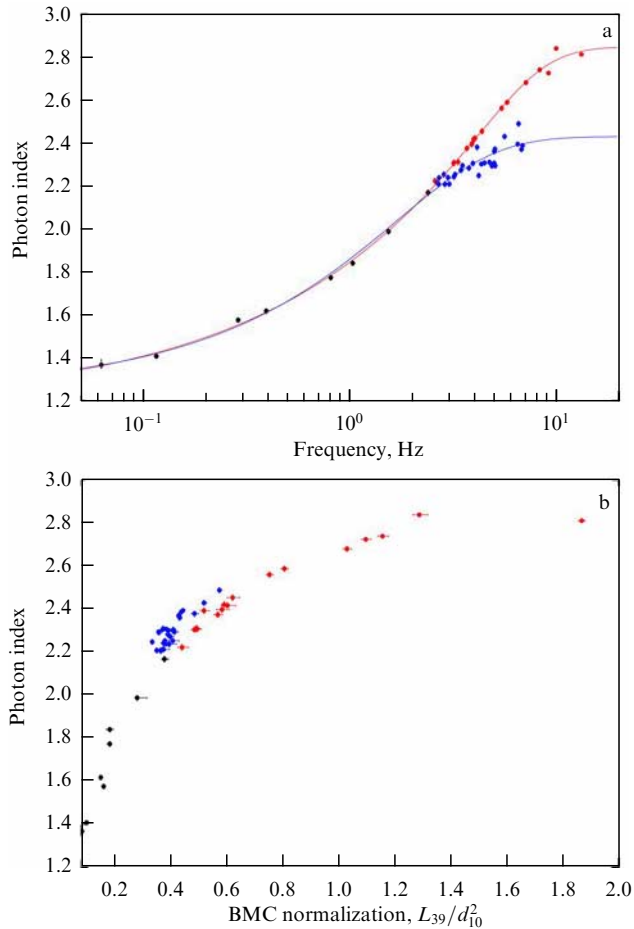 a
3.0
2.8
2.6
2.4
2.2
2.0
1.8
1.6
1.4
1.2
Photon index
10⁻¹ 10⁰ 10¹
Frequency, Hz
b
3.0
2.8
2.6
2.4
2.2
2.0
1.8
1.6
1.4
1.2
Photon index
0.2 0.4 0.6 0.8 1.0 1.2 1.4 1.6 1.8 2.0
BMC normalization, L₃₉/d²₁₀